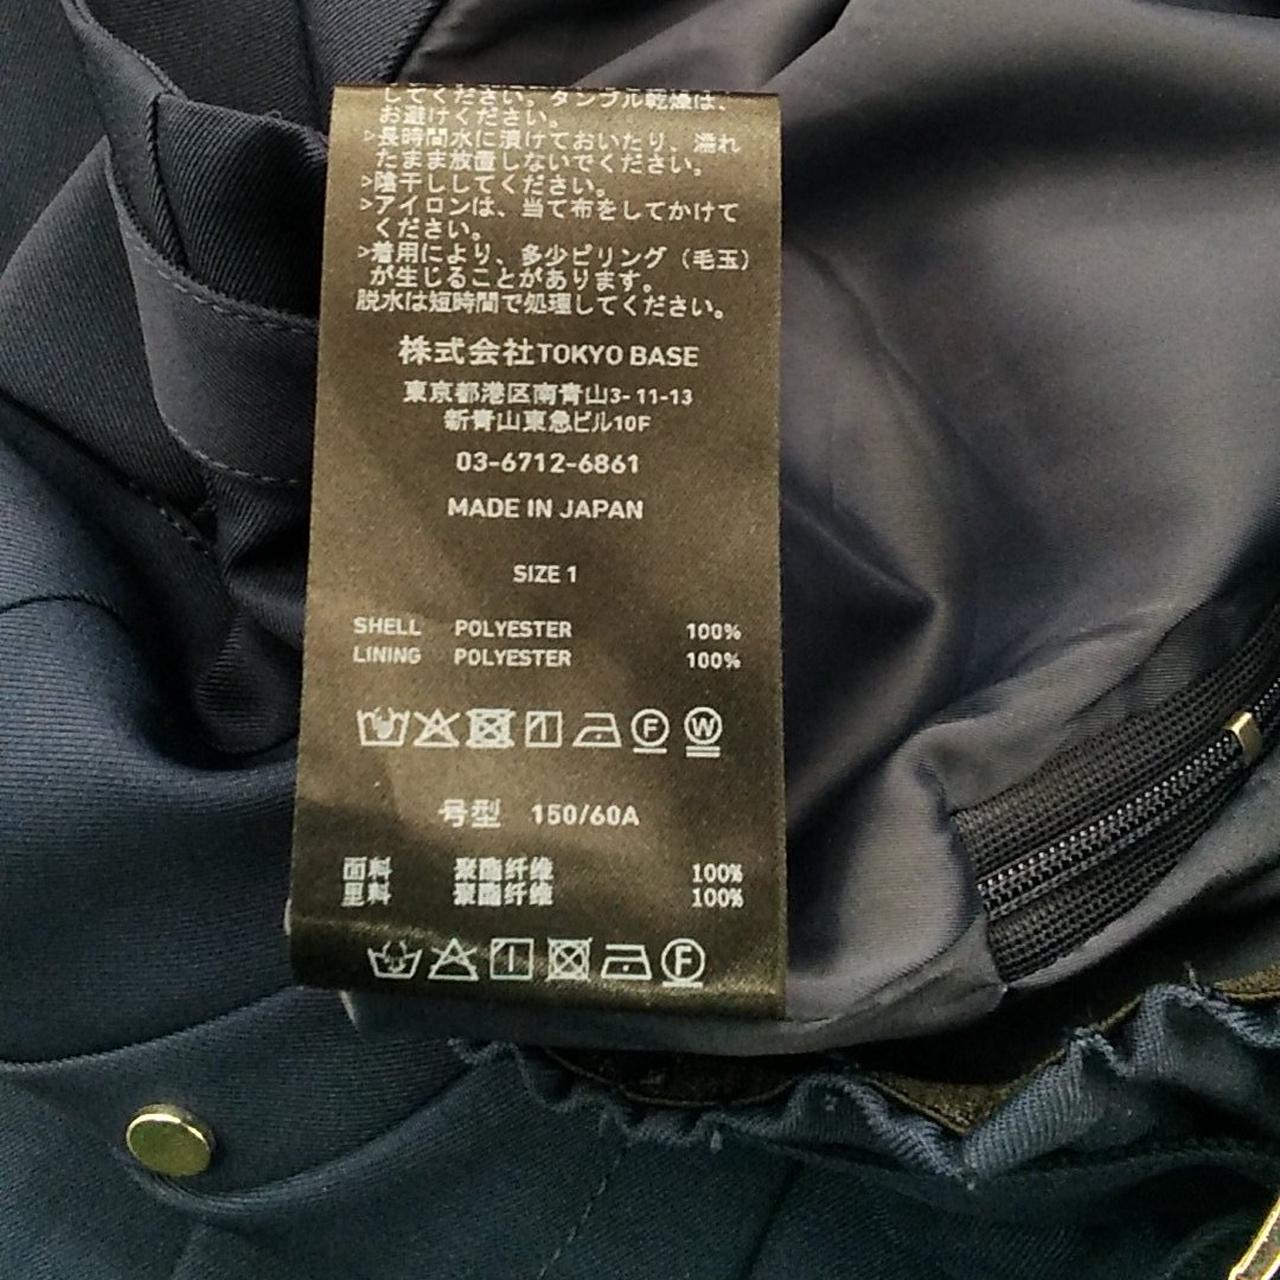 してください。タンブル乾燥は、
お避けください。
>長時間水に漬けておいたり、濡れ
たまま放置しないでください。
>陰干ししてください。
>アイロンは、当て布をしてかけて
ください。
>着用により、多少ピリング（毛玉）
が生じることがあります。
脱水は短時間で処理してください。
株式会社TOKYO BASE
東京都港区南青山3-11-13
新青山東急ビル10F
03-6712-6861
MADE IN JAPAN
SIZE 1
SHELL POLYESTER 100%
LINING POLYESTER 100%
F W
号型 150/60A
面料 聚酯纤维 100%
里料 聚酯纤维 100%
F